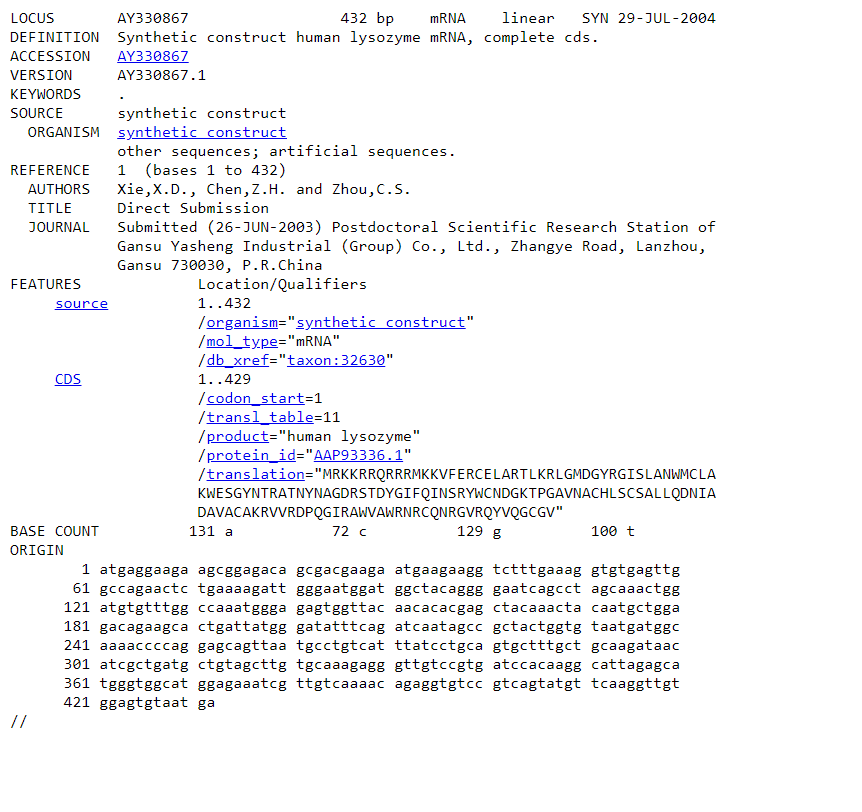 LOCUS       AY330867                 432 bp    mRNA    linear   SYN 29-JUL-2004
DEFINITION  Synthetic construct human lysozyme mRNA, complete cds.
ACCESSION   AY330867
VERSION     AY330867.1
KEYWORDS    .
SOURCE      synthetic construct
  ORGANISM  synthetic construct
            other sequences; artificial sequences.
REFERENCE   1  (bases 1 to 432)
  AUTHORS   Xie,X.D., Chen,Z.H. and Zhou,C.S.
  TITLE     Direct Submission
  JOURNAL   Submitted (26-JUN-2003) Postdoctoral Scientific Research Station of
            Gansu Yasheng Industrial (Group) Co., Ltd., Zhangye Road, Lanzhou,
            Gansu 730030, P.R.China
FEATURES             Location/Qualifiers
     source          1..432
                     /organism="synthetic construct"
                     /mol_type="mRNA"
                     /db_xref="taxon:32630"
     CDS             1..429
                     /codon_start=1
                     /transl_table=11
                     /product="human lysozyme"
                     /protein_id="AAP93336.1"
                     /translation="MRKKRRQRRRMKKVFERCELARTLKRLGMDGYRGISLANWMCLA
                     KWESGYNTRATNYNAGDRSTDYGIFQINSRYWCNDGKTPGAVNACHLSCSALLQDNIA
                     DAVACAKRVVRDPQGIRAWVAWRNRCQNRGVRQYVQGCGV"
BASE COUNT          131 a           72 c         129 g          100 t
ORIGIN
        1 atgaggaaga agcggagaca gcgacgaaga atgaagaagg tctttgaaag gtgtgagttg
       61 gccagaactc tgaaaagatt gggaatggat ggctacaggg gaatcagcct agcaaactgg
      121 atgtgtttgg ccaaatggga gagtggttac aacacacgag ctacaaacta caatgctgga
      181 gacagaagca ctgattatgg gatatttcag atcaatagcc gctactggtg taatgatggc
      241 aaaaccccag gagcagttaa tgcctgtcat ttatcctgca gtgctttgct gcaagataac
      301 atcgctgatg ctgtagcttg tgcaaagagg gttgtccgtg atccacaagg cattagagca
      361 tgggtggcat ggagaaatcg ttgtcaaaac agaggtgtcc gtcagtatgt tcaaggttgt
      421 ggagtgtaat ga
//